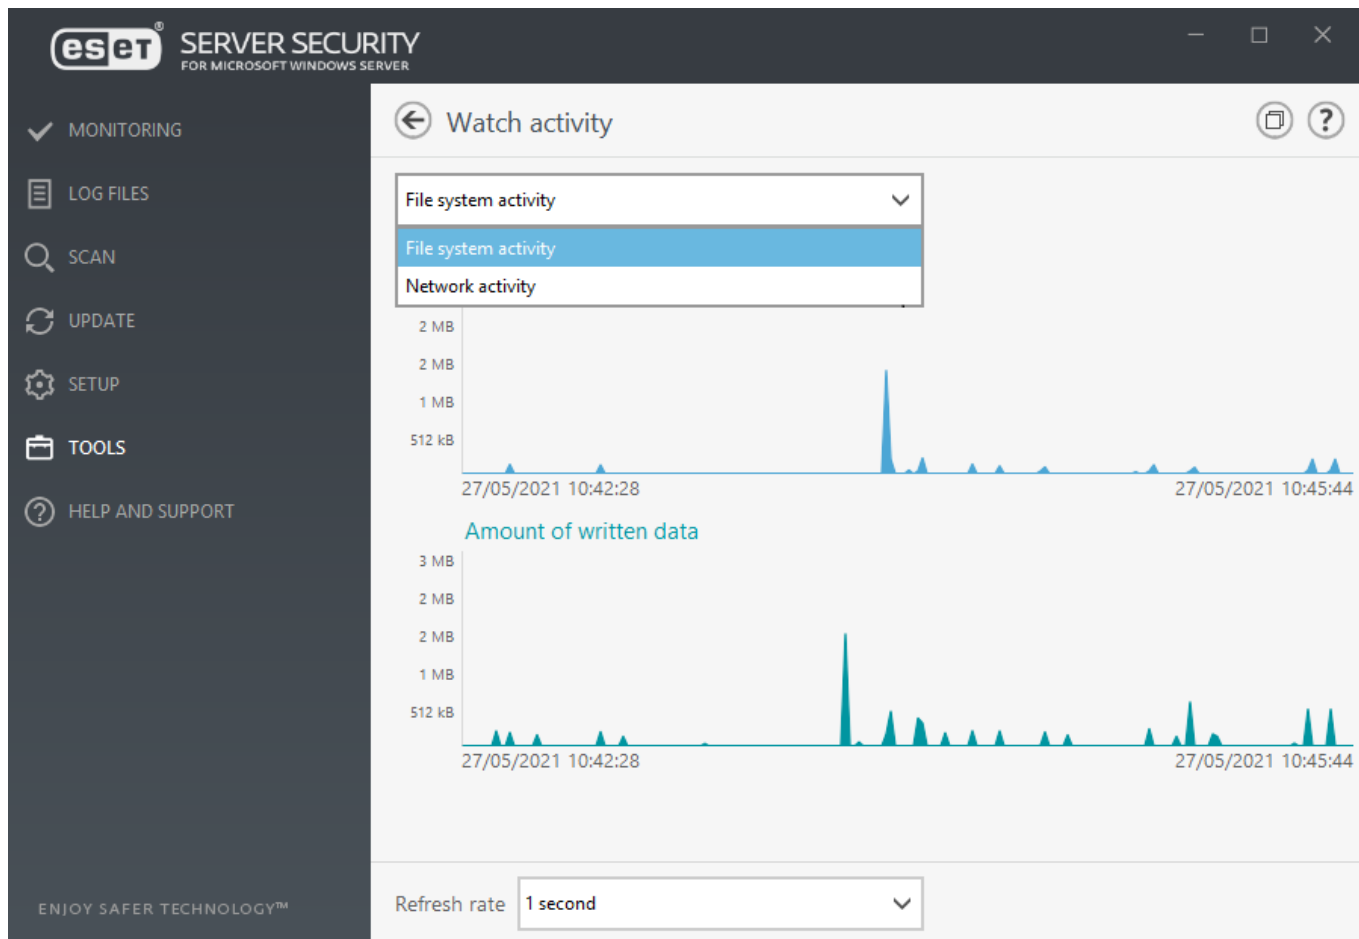 eset® SERVER SECURITY
FOR MICROSOFT WINDOWS SERVER
MONITORING
LOG FILES
SCAN
UPDATE
SETUP
TOOLS
HELP AND SUPPORT
ENJOY SAFER TECHNOLOGY™
Watch activity
?
File system activity
File system activity
Network activity
2 MB
2 MB
1 MB
512 kB
27/05/2021 10:42:28 27/05/2021 10:45:44
Amount of written data
3 MB
2 MB
2 MB
1 MB
512 kB
27/05/2021 10:42:28 27/05/2021 10:45:44
Refresh rate 1 second